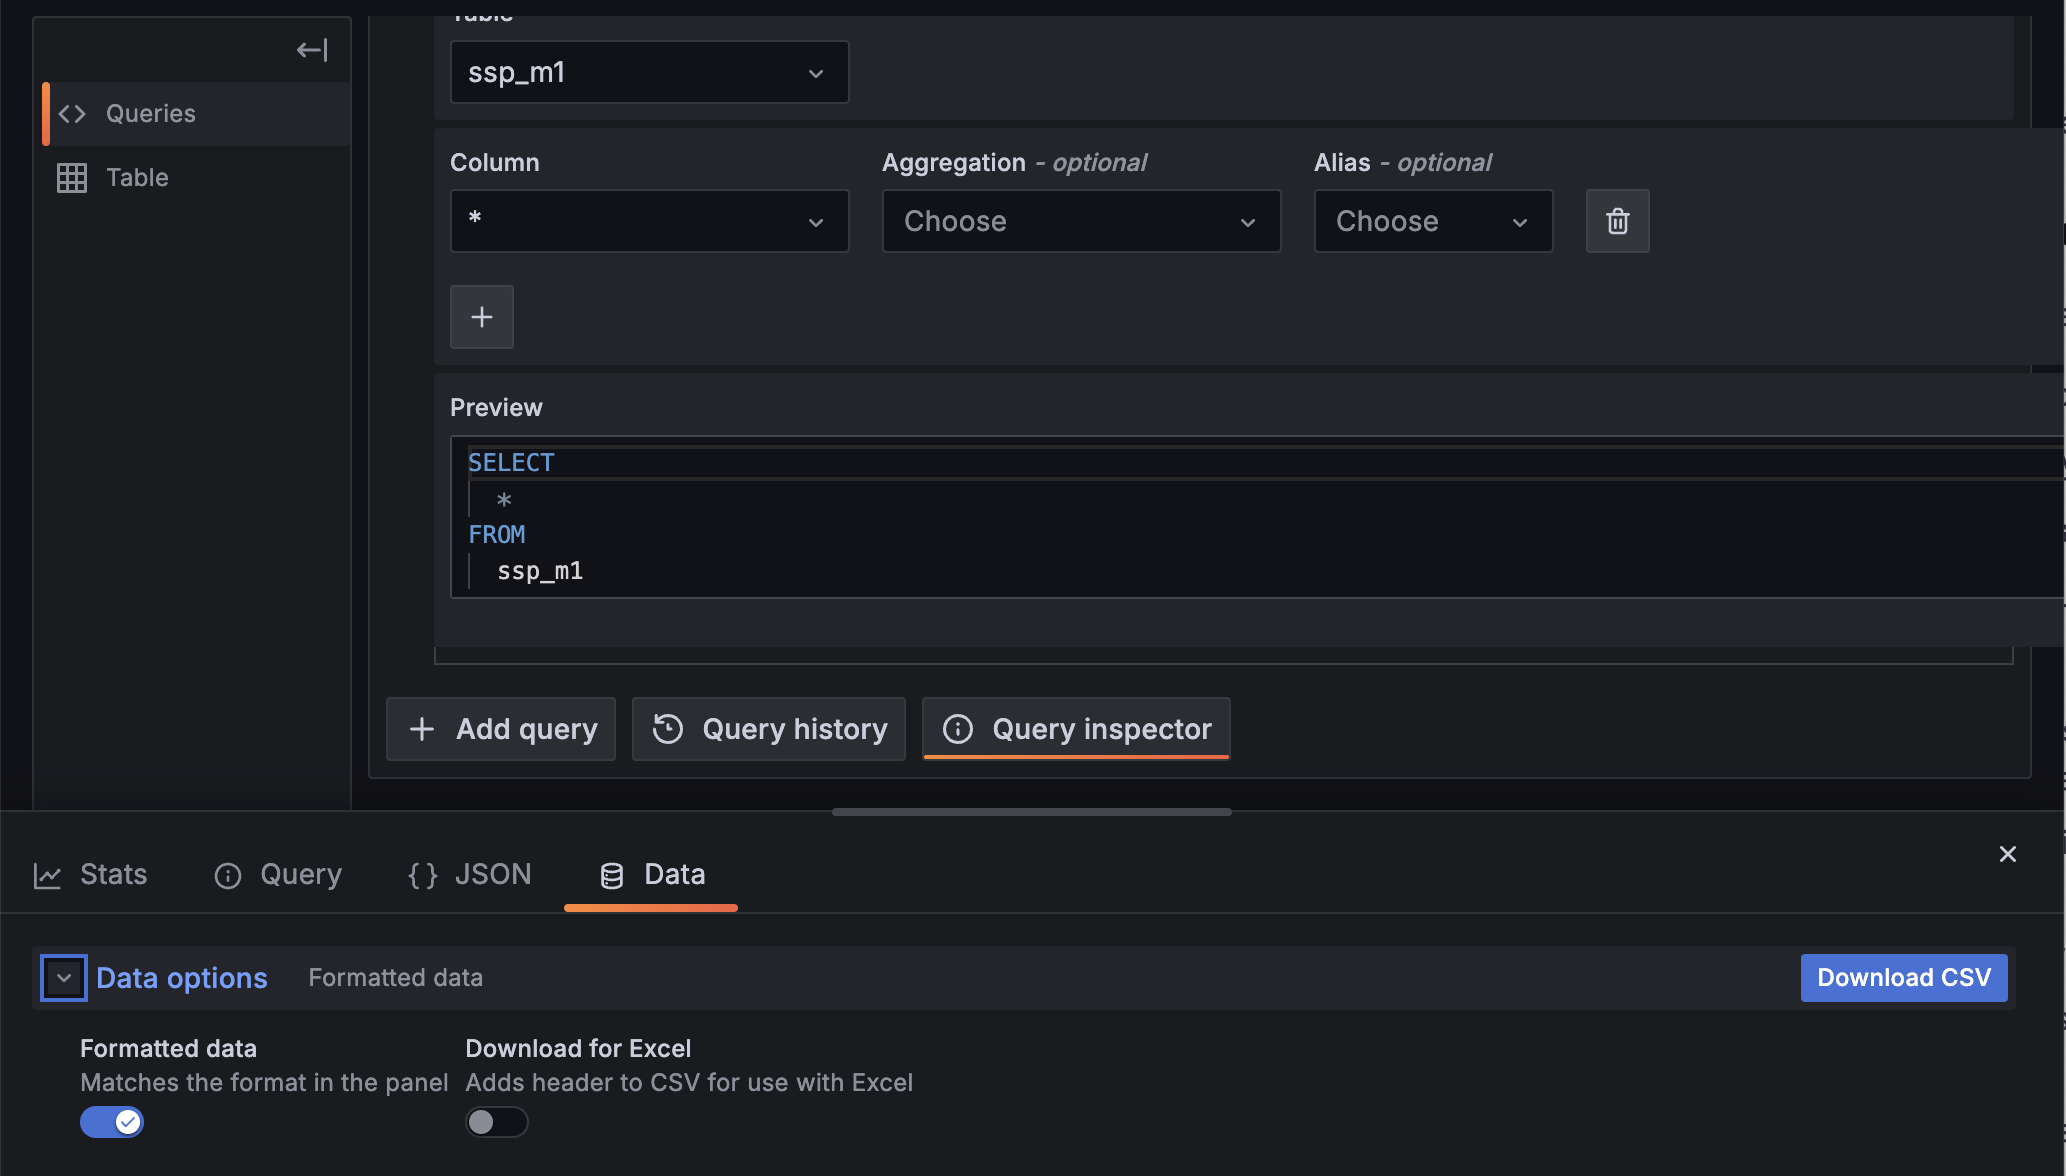 Table
ssp_m1
Queries
Table
Column
Aggregation - optional
Alias - optional
*
Choose
Choose
Preview
SELECT
*
FROM
ssp_m1
Add query
Query history
Query inspector
Stats
Query
JSON
Data
Data options
Formatted data
Download CSV
Formatted data
Download for Excel
Matches the format in the panel
Adds header to CSV for use with Excel